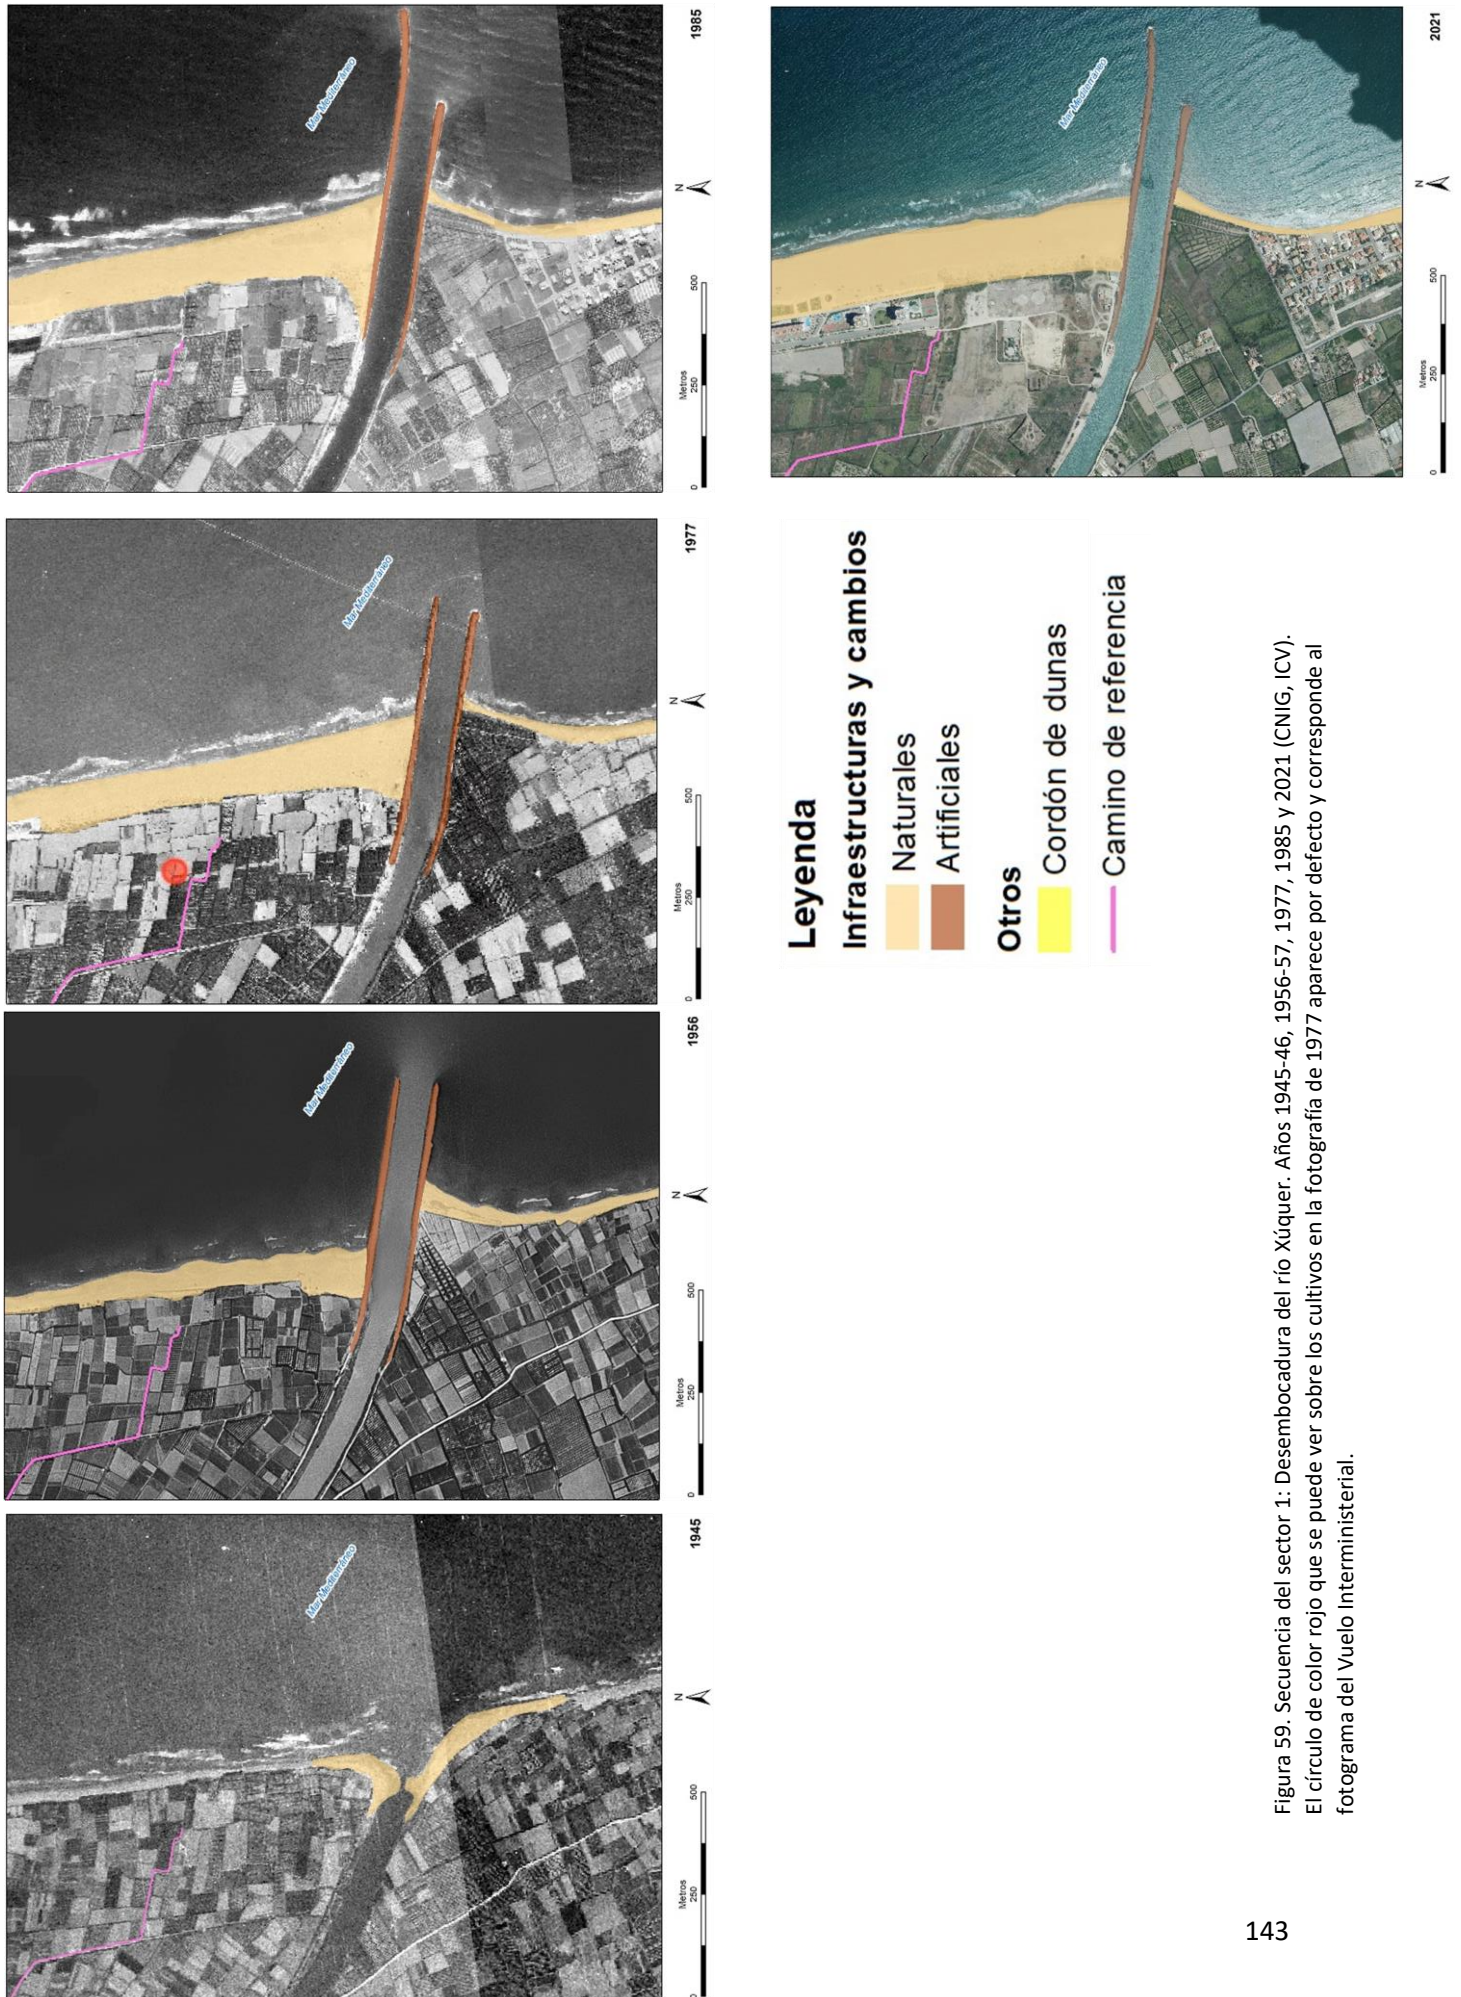 Mar Mediterráneo
N
Metros
0 250 500
1945
Mar Mediterráneo
N
Metros
0 250 500
1956
Mar Mediterráneo
N
Metros
0 250 500
1977
Mar Mediterráneo
N
Metros
0 250 500
1985
Leyenda
Infraestructuras y cambios
Naturales
Artificiales
Otros
Cordón de dunas
Camino de referencia
Mar Mediterráneo
N
Metros
0 250 500
2021
Figura 59. Secuencia del sector 1: Desembocadura del río Xúquer. Años 1945-46, 1956-57, 1977, 1985 y 2021 (CNIG, ICV).
El círculo de color rojo que se puede ver sobre los cultivos en la fotografía de 1977 aparece por defecto y corresponde al
fotograma del Vuelo Interministerial.
143